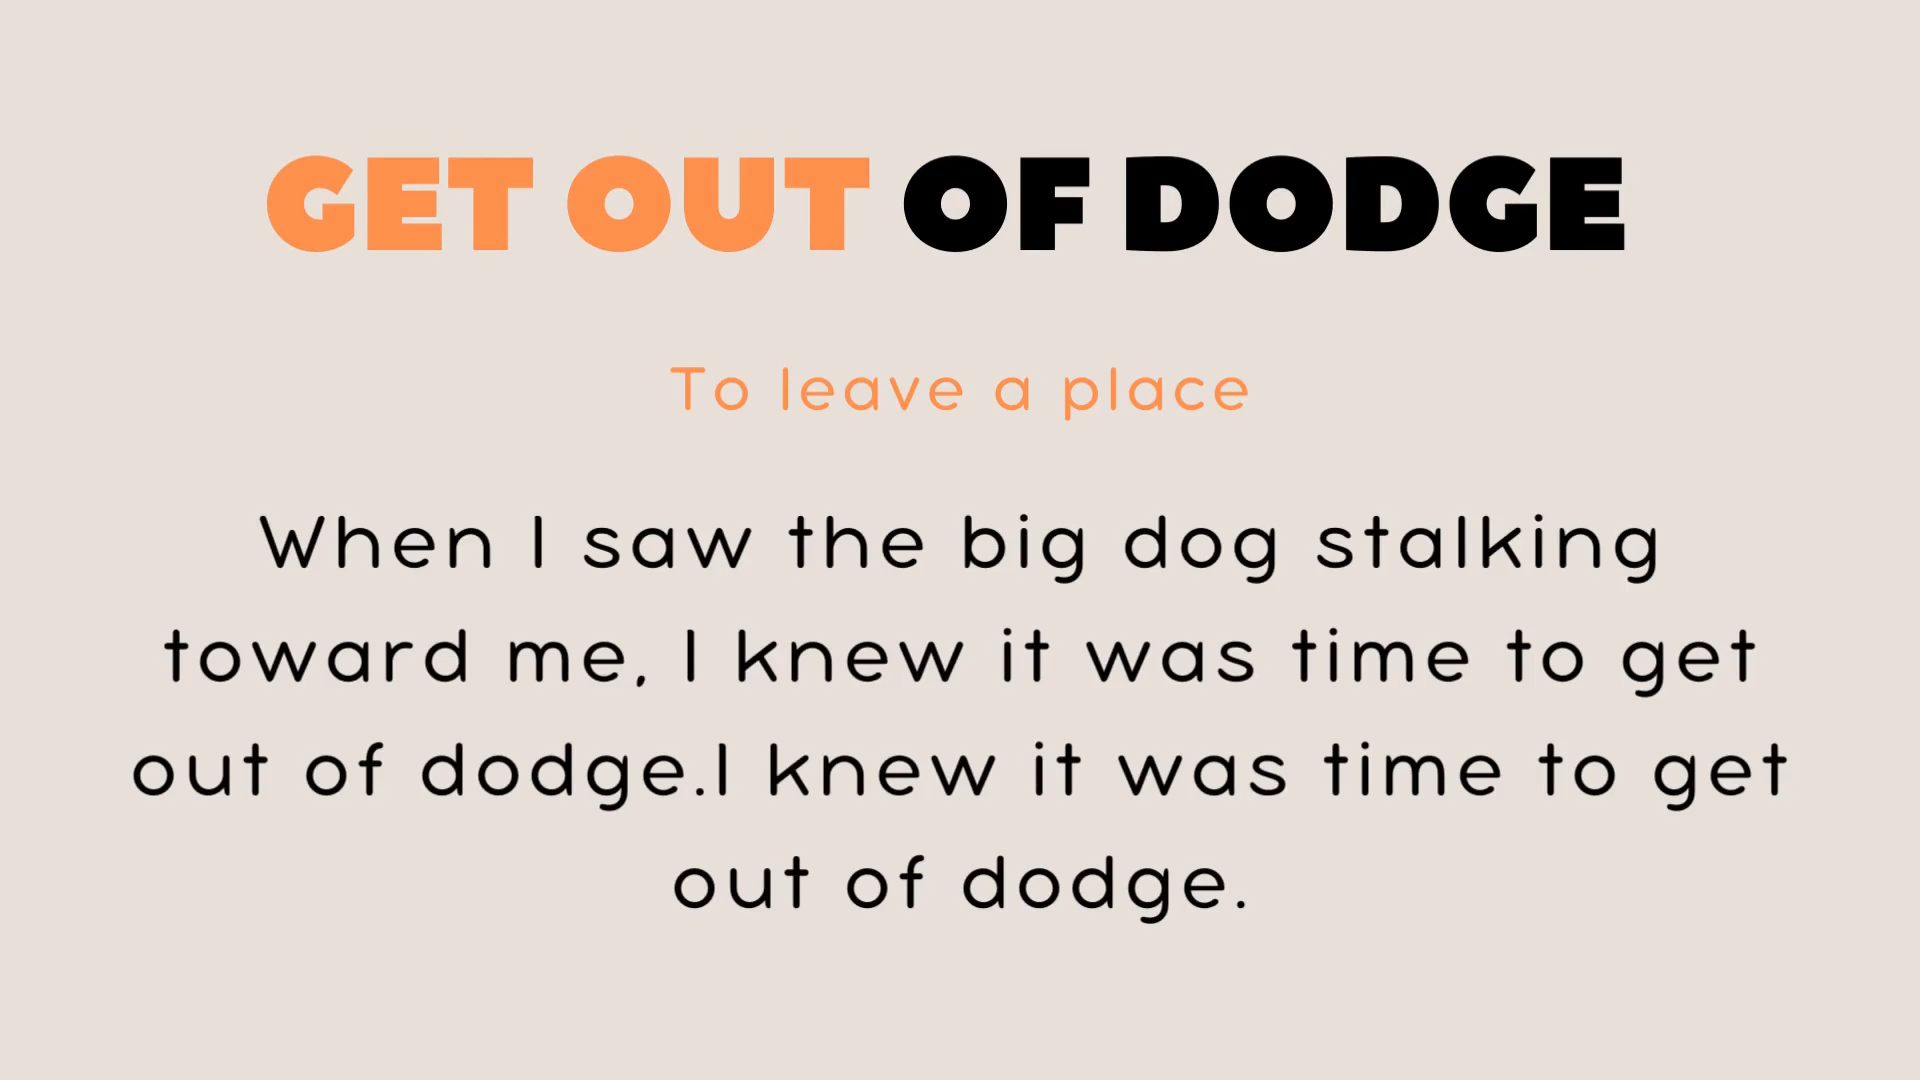 GET OUT OF DODGE
To leave a place
When I saw the big dog stalking
toward me, I knew it was time to get
out of dodge.I knew it was time to get
out of dodge.